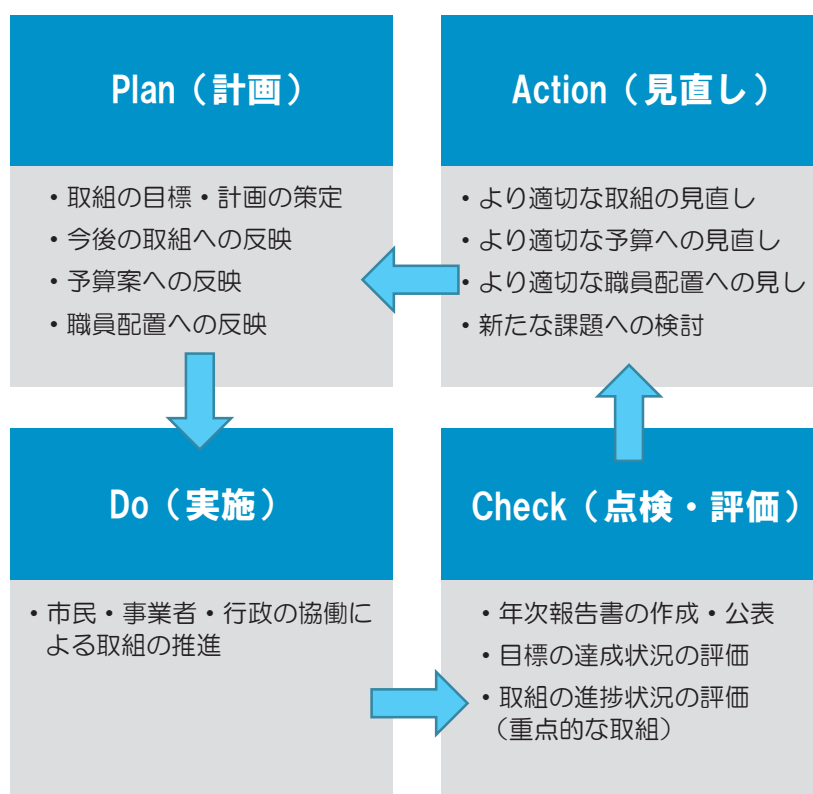 Plan（計画）
・取組の目標・計画の策定
・今後の取組への反映
・予算案への反映
・職員配置への反映
Action（見直し）
・より適切な取組の見直し
・より適切な予算への見直し
・より適切な職員配置への見し
・新たな課題への検討
Do（実施）
・市民・事業者・行政の協働に
よる取組の推進
Check（点検・評価）
・年次報告書の作成・公表
・目標の達成状況の評価
・取組の進捗状況の評価
（重点的な取組）